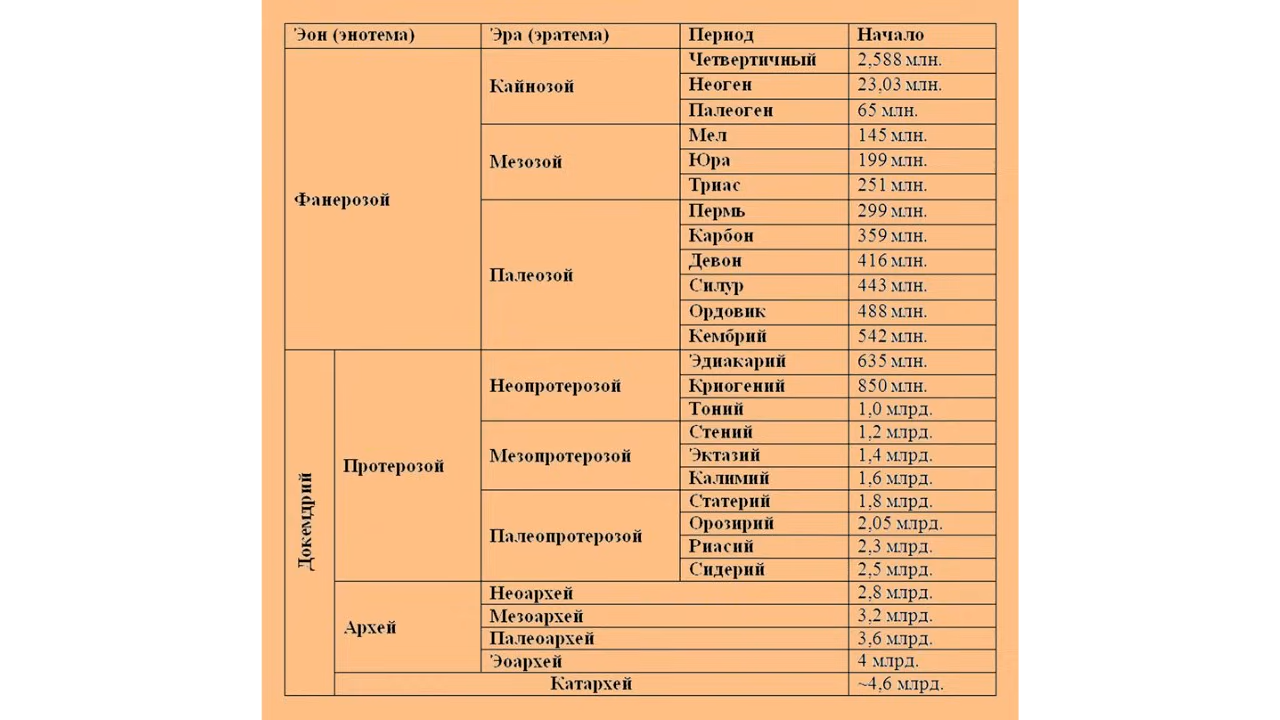 Эон (энотема) Эра (эратема) Период Начало
Фанерозой Кайнозой Четвертичный 2,588 млн.
Неоген 23,03 млн.
Палеоген 65 млн.
Мезозой Мел 145 млн.
Юра 199 млн.
Триас 251 млн.
Палеозой Пермь 299 млн.
Карбон 359 млн.
Девон 416 млн.
Силур 443 млн.
Ордовик 488 млн.
Кембрий 542 млн.
Докемдрий Протерозой Неопротерозой Эдиакарий 635 млн.
Криогений 850 млн.
Тоний 1,0 млрд.
Мезопротерозой Стений 1,2 млрд.
Эктазий 1,4 млрд.
Калимий 1,6 млрд.
Палеопротерозой Статерий 1,8 млрд.
Орозирий 2,05 млрд.
Риасий 2,3 млрд.
Сидерий 2,5 млрд.
Архей Неоархей 2,8 млрд.
Мезоархей 3,2 млрд.
Палеоархей 3,6 млрд.
Эоархей 4 млрд.
Катархей ~4,6 млрд.